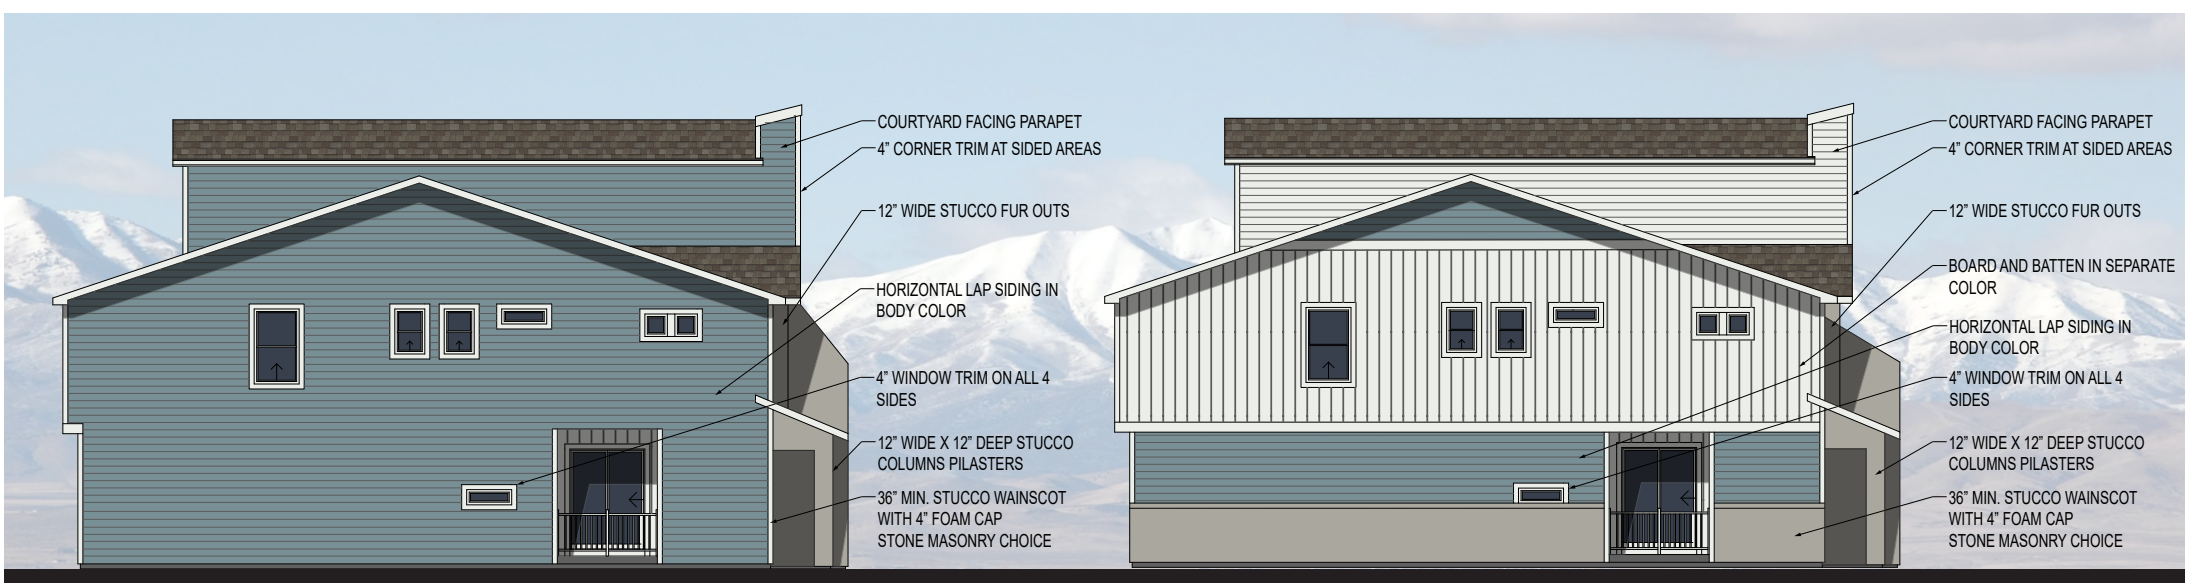 COURTYARD FACING PARAPET
4” CORNER TRIM AT SIDED AREAS
12” WIDE STUCCO FUR OUTS
HORIZONTAL LAP SIDING IN
BODY COLOR
4” WINDOW TRIM ON ALL 4
SIDES
12” WIDE X 12” DEEP STUCCO
COLUMNS PILASTERS
36” MIN. STUCCO WAINSCOT
WITH 4” FOAM CAP
STONE MASONRY CHOICE
COURTYARD FACING PARAPET
4” CORNER TRIM AT SIDED AREAS
12” WIDE STUCCO FUR OUTS
BOARD AND BATTEN IN SEPARATE
COLOR
HORIZONTAL LAP SIDING IN
BODY COLOR
4” WINDOW TRIM ON ALL 4
SIDES
12” WIDE X 12” DEEP STUCCO
COLUMNS PILASTERS
36” MIN. STUCCO WAINSCOT
WITH 4” FOAM CAP
STONE MASONRY CHOICE